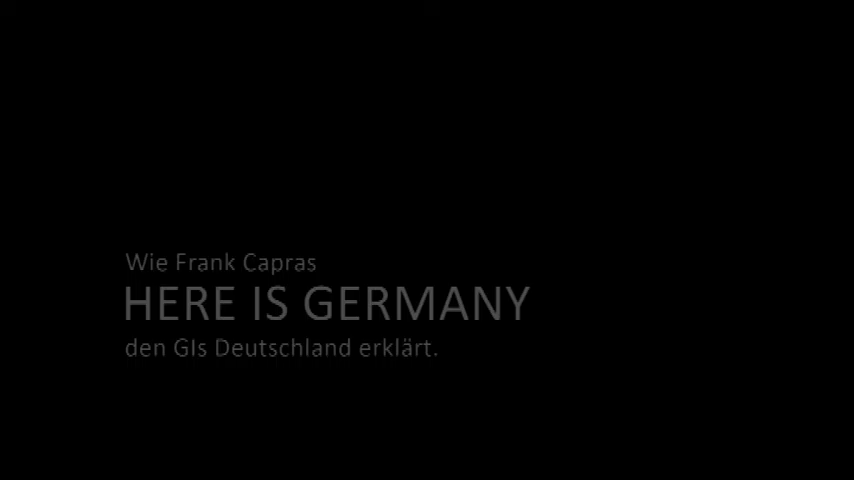 Wie Frank Capras
HERE IS GERMANY
den GIs Deutschland erklärt.